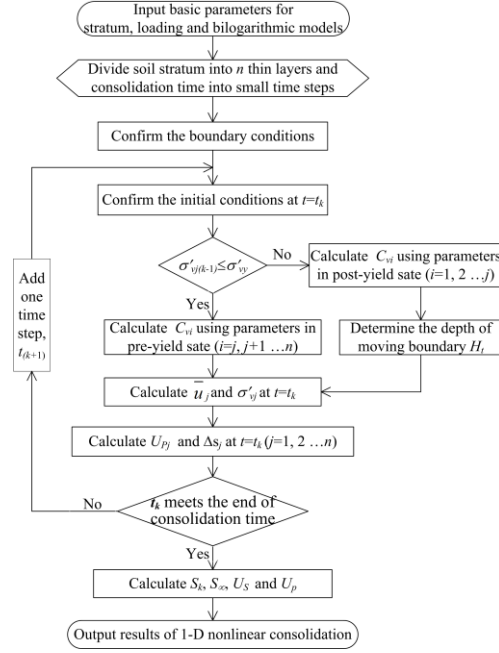 Input basic parameters for
stratum, loading and bilogarithmic models
Divide soil stratum into n thin layers and
consolidation time into small time steps
Confirm the boundary conditions
Confirm the initial conditions at t=tₖ
σ'ᵥⱼ₍ₖ₋₁₎≤σ'ᵥᵧ
No
Calculate Cᵥᵢ using parameters
in post-yield sate (i=1, 2 …j)
Yes
Add
one
time
step,
t₍ₖ₊₁₎
Calculate Cᵥᵢ using parameters in
pre-yield sate (i=j, j+1 …n)
Determine the depth of
moving boundary Hₜ
Calculate u̅ⱼ and σ'ᵥⱼ at t=tₖ
Calculate U_Pj and Δsⱼ at t=tₖ(j=1, 2 …n)
No
tₖ meets the end of
consolidation time
Yes
Calculate Sₖ, S∞, U_S and Uₚ
Output results of 1-D nonlinear consolidation